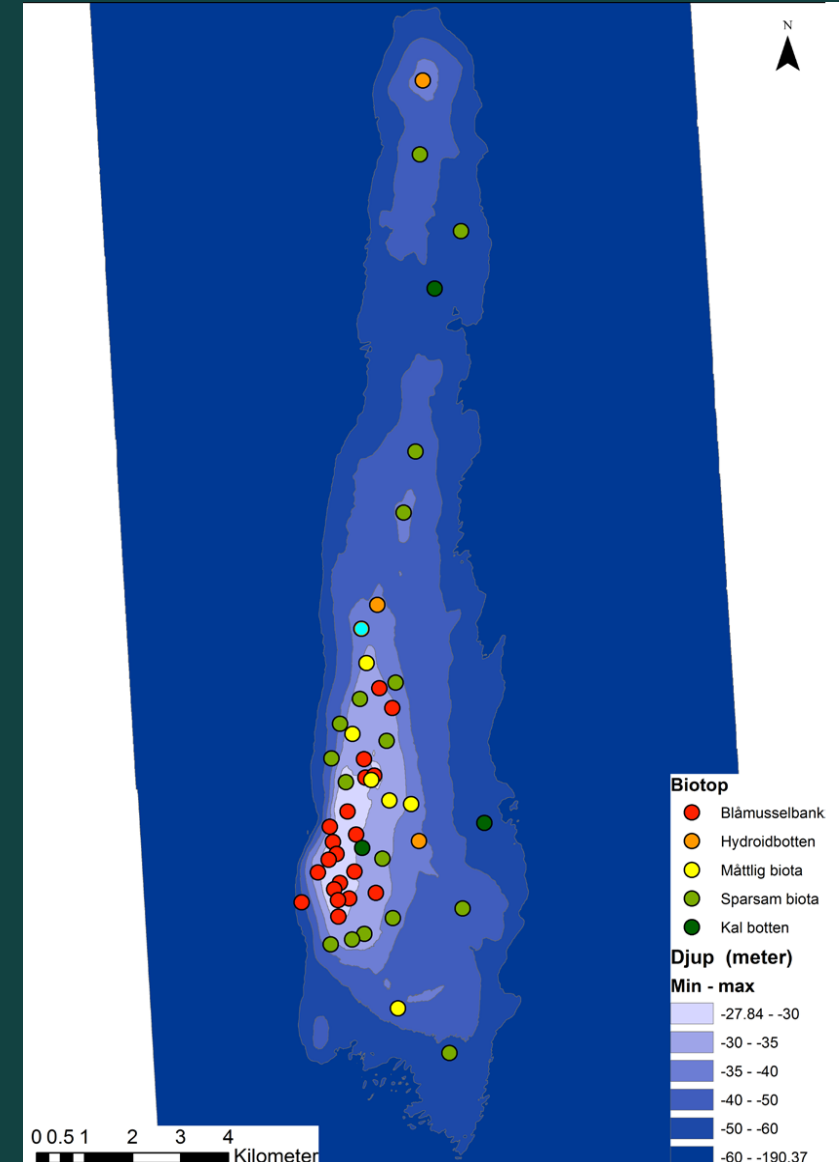 N
Biotop
Blåmusselbank
Hydroidbotten
Måttlig biota
Sparsam biota
Kal botten
Djup (meter)
Min - max
-27.84 - -30
-30 - -35
-35 - -40
-40 - -50
-50 - -60
-60 - -190.37
0 0.5 1 2 3 4
Kilometer